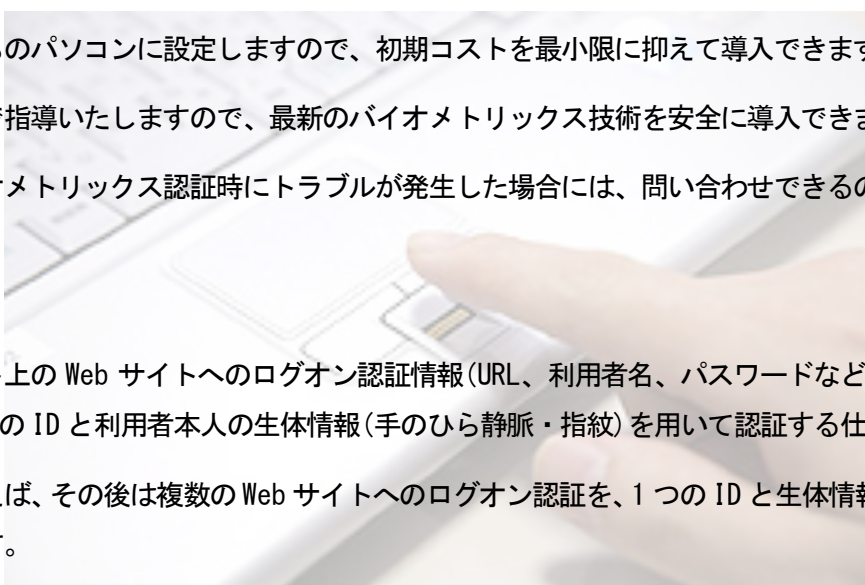 のパソコンに設定しますので、初期コストを最小限に抑えて導入できます
指導いたしますので、最新のバイオメトリックス技術を安全に導入できま
メトリックス認証時にトラブルが発生した場合には、問い合わせできるの
上の Web サイトへのログオン認証情報(URL、利用者名、パスワードなど
の ID と利用者本人の生体情報(手のひら静脈・指紋)を用いて認証する仕
ば、その後は複数の Web サイトへのログオン認証を、1 つの ID と生体情報
。